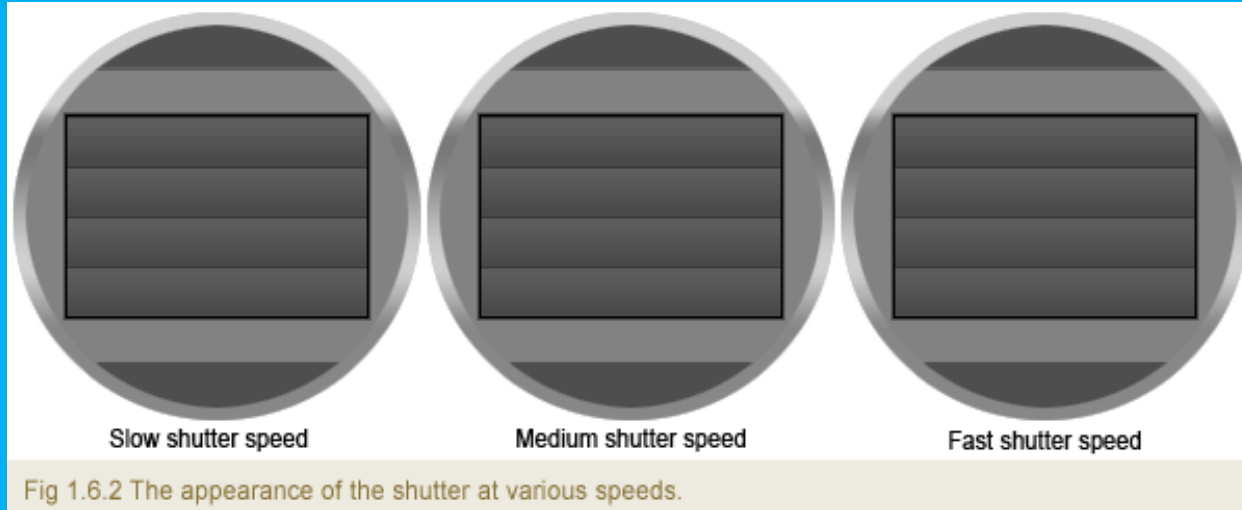 Slow shutter speed
Medium shutter speed
Fast shutter speed
Fig 1.6.2 The appearance of the shutter at various speeds.